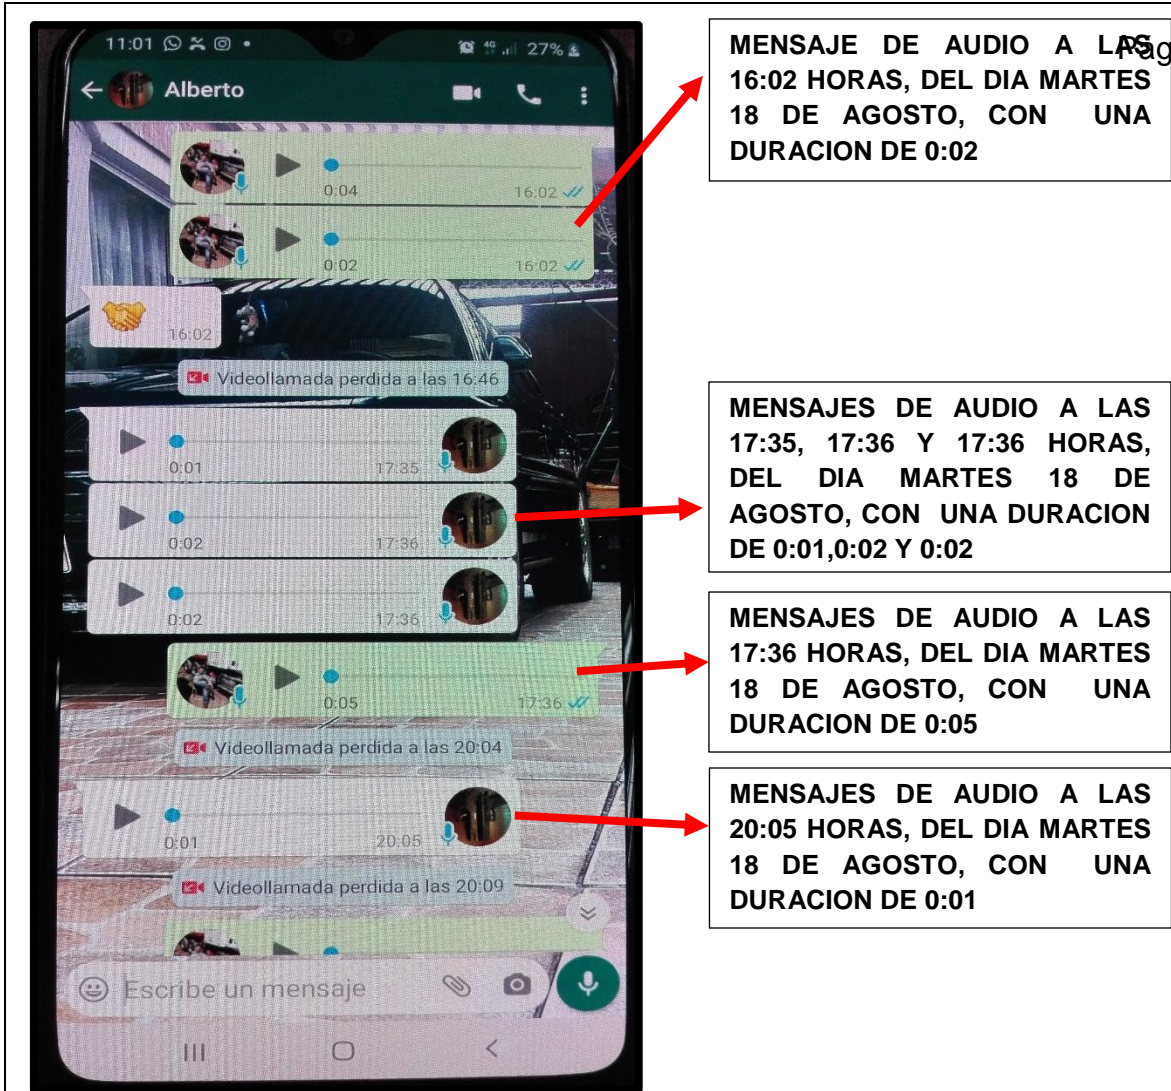 11:01 4G 27%
Alberto
0:04 16:02
0:02 16:02
16:02
Videollamada perdida a las 16:46
0:01 17:35
0:02 17:36
0:02 17:36
0:05 17:36
Videollamada perdida a las 20:04
0:01 20:05
Videollamada perdida a las 20:09
Escribe un mensaje
MENSAJE DE AUDIO A LAS
16:02 HORAS, DEL DIA MARTES
18 DE AGOSTO, CON UNA
DURACION DE 0:02
Pág
MENSAJES DE AUDIO A LAS
17:35, 17:36 Y 17:36 HORAS,
DEL DIA MARTES 18 DE
AGOSTO, CON UNA DURACION
DE 0:01,0:02 Y 0:02
MENSAJES DE AUDIO A LAS
17:36 HORAS, DEL DIA MARTES
18 DE AGOSTO, CON UNA
DURACION DE 0:05
MENSAJES DE AUDIO A LAS
20:05 HORAS, DEL DIA MARTES
18 DE AGOSTO, CON UNA
DURACION DE 0:01